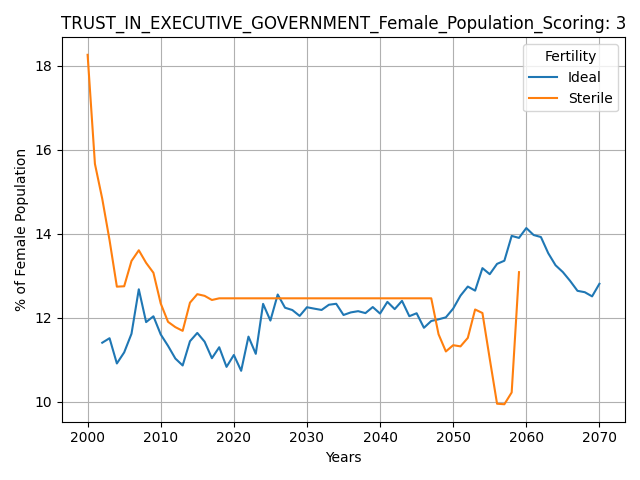 TRUST_IN_EXECUTIVE_GOVERNMENT_Female_Population_Scoring: 3
Fertility
Ideal
Sterile
% of Female Population
18
16
14
12
10
2000 2010 2020 2030 2040 2050 2060 2070
Years